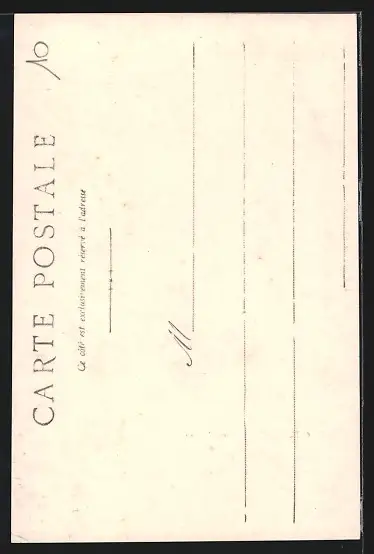 CARTE POSTALE
10
Ce côté est exclusivement réservé à l'adresse
M